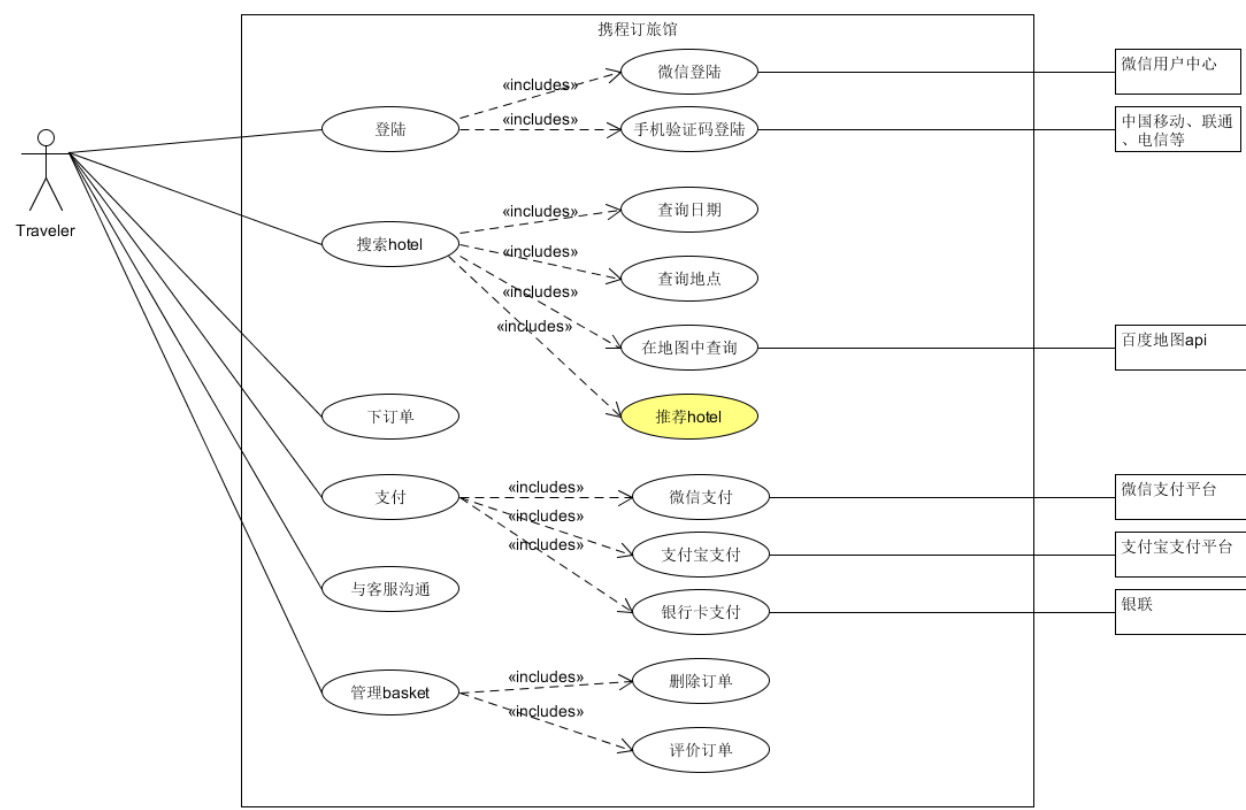 携程订旅馆
«includes»
微信登陆
微信用户中心
登陆
«includes»
手机验证码登陆
中国移动、联通
、电信等
Traveler
«includes»
查询日期
搜索hotel
«includes»
查询地点
«includes»
«includes»
在地图中查询
百度地图api
下订单
推荐hotel
支付
«includes»
微信支付
微信支付平台
«includes»
支付宝支付
支付宝支付平台
«includes»
与客服沟通
银行卡支付
银联
«includes»
删除订单
管理basket
«includes»
评价订单